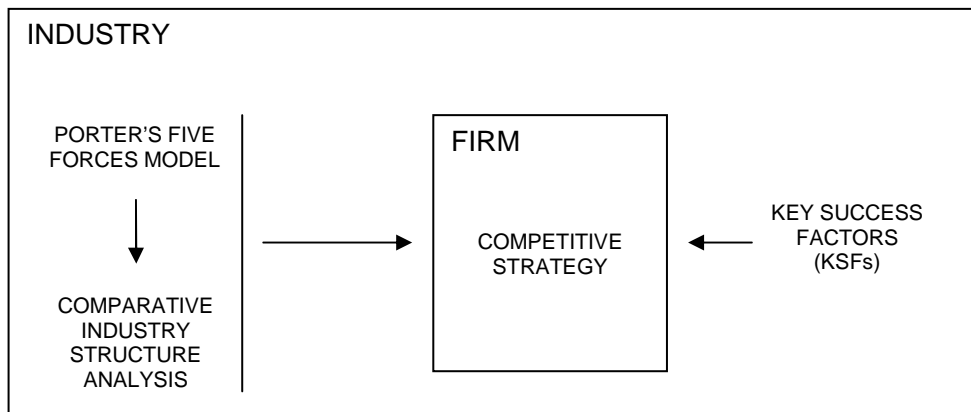 INDUSTRY
PORTER'S FIVE
FORCES MODEL
COMPARATIVE
INDUSTRY
STRUCTURE
ANALYSIS
FIRM
COMPETITIVE
STRATEGY
KEY SUCCESS
FACTORS
(KSFs)